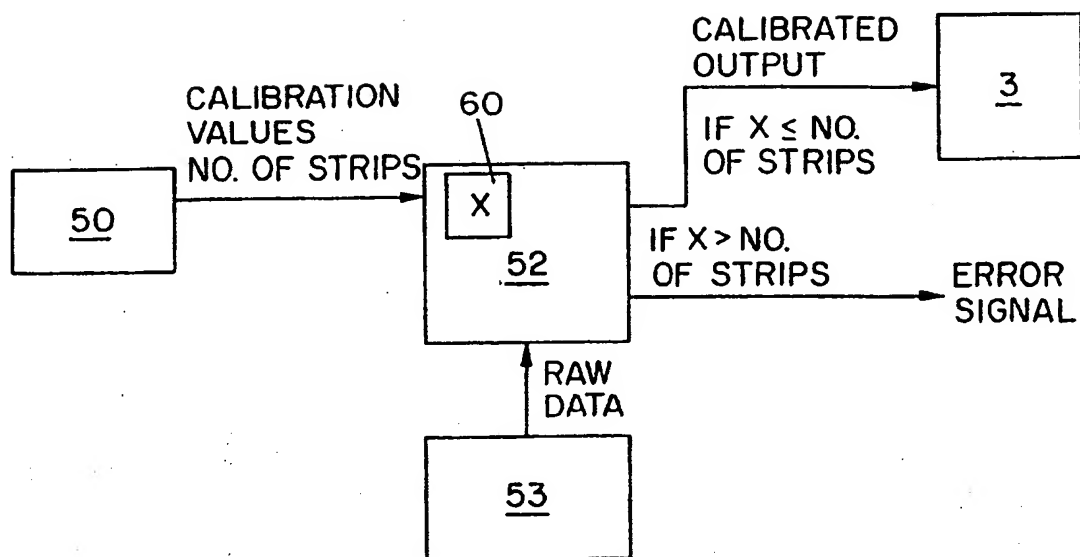 CALIBRATED
OUTPUT
3
60
CALIBRATION
VALUES
NO. OF STRIPS
IF X ≤ NO.
OF STRIPS
X
50
52
IF X > NO.
OF STRIPS
ERROR
SIGNAL
RAW
DATA
53